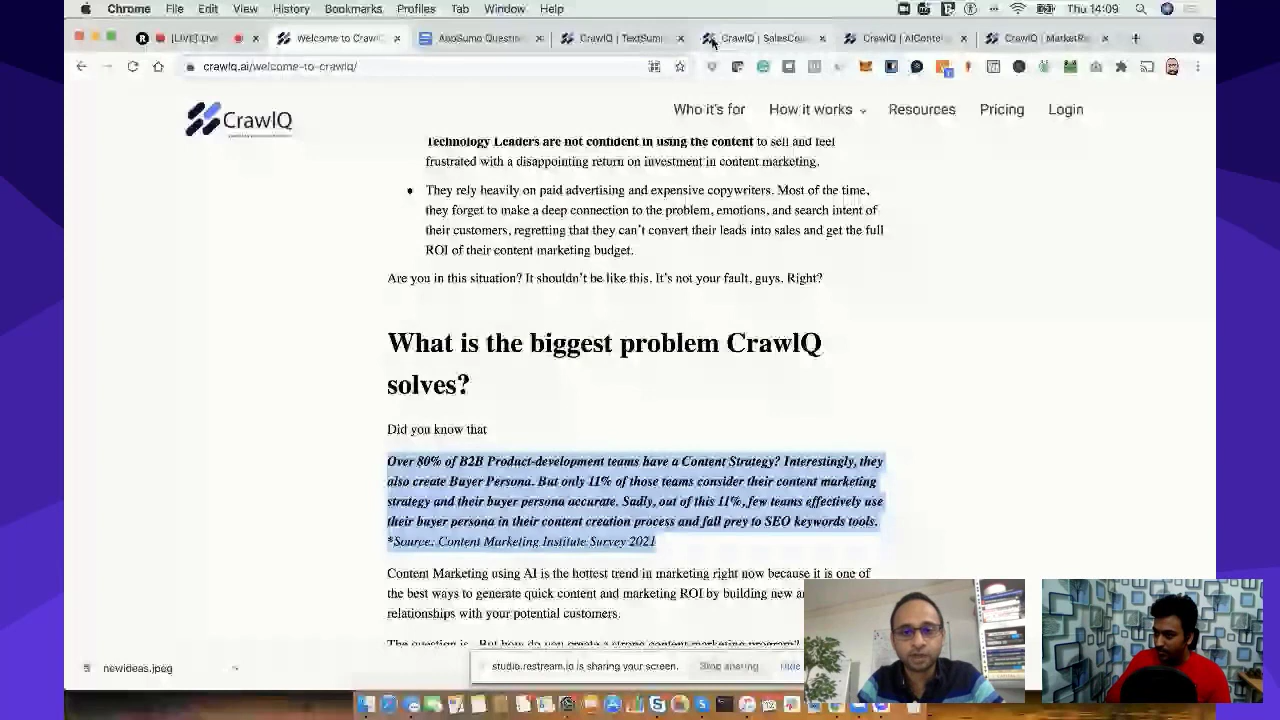 Chrome File Edit View History Bookmarks Profiles Tab Window Help
Thu 14:09
[LIVE] Live
Welcome to Craw
AppSumo Questi
CrawlQ | TextSum
CrawlQ | SalesCou
CrawlQ | AIConte
CrawlQ | MarketR
crawlq.ai/welcome-to-crawlq/
CrawlQ
Who it's for How it works Resources Pricing Login
Technology Leaders are not confident in using the content to sell and feel
frustrated with a disappointing return on investment in content marketing.
• They rely heavily on paid advertising and expensive copywriters. Most of the time,
they forget to make a deep connection to the problem, emotions, and search intent of
their customers, regretting that they can't convert their leads into sales and get the full
ROI of their content marketing budget.
Are you in this situation? It shouldn't be like this. It's not your fault, guys. Right?
What is the biggest problem CrawlQ
solves?
Did you know that
Over 80% of B2B Product-development teams have a Content Strategy? Interestingly, they
also create Buyer Persona. But only 11% of those teams consider their content marketing
strategy and their buyer persona accurate. Sadly, out of this 11%, few teams effectively use
their buyer persona in their content creation process and fall prey to SEO keywords tools.
*Source: Content Marketing Institute Survey 2021
Content Marketing using AI is the hottest trend in marketing right now because it is one of
the best ways to generate quick content and marketing ROI by building new a
relationships with your potential customers.
The question is. But how do you create a strong content marketing program?
newideas.jpeg
studio.restream.io is sharing your screen. Stop sharing Hide